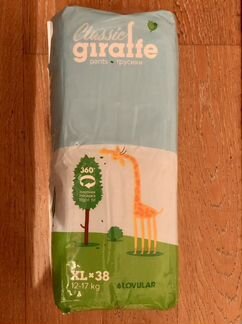 Classic
giraffe
pants • трусики
360°
XL × 38
12-17 kg
LOVULAR